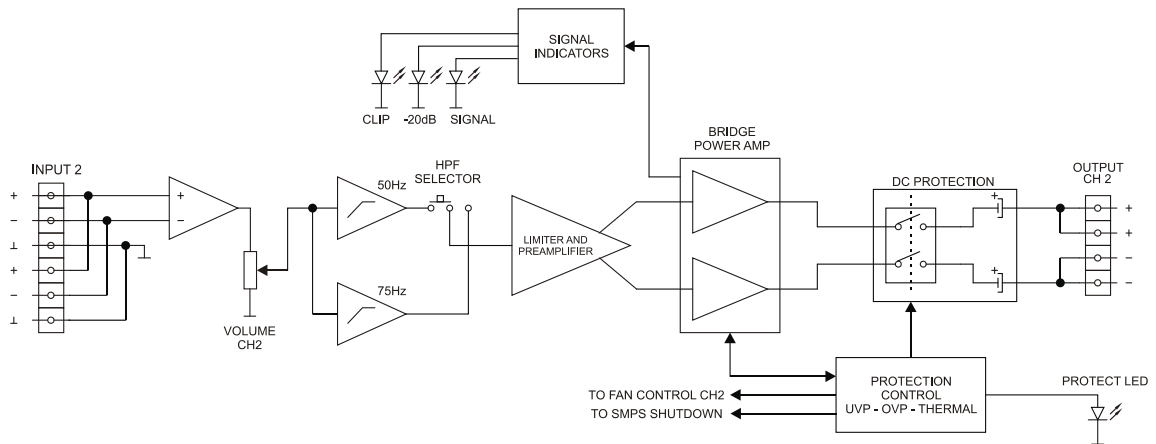 SIGNAL
INDICATORS
CLIP
-20dB
SIGNAL
BRIDGE
POWER AMP
INPUT 2
+
−
⊥
+
−
⊥
+
−
VOLUME
CH2
50Hz
75Hz
HPF
SELECTOR
LIMITER AND
PREAMPLIFIER
DC PROTECTION
+
+
OUTPUT
CH 2
+
+
−
−
TO FAN CONTROL CH2
TO SMPS SHUTDOWN
PROTECTION
CONTROL
UVP - OVP - THERMAL
PROTECT LED